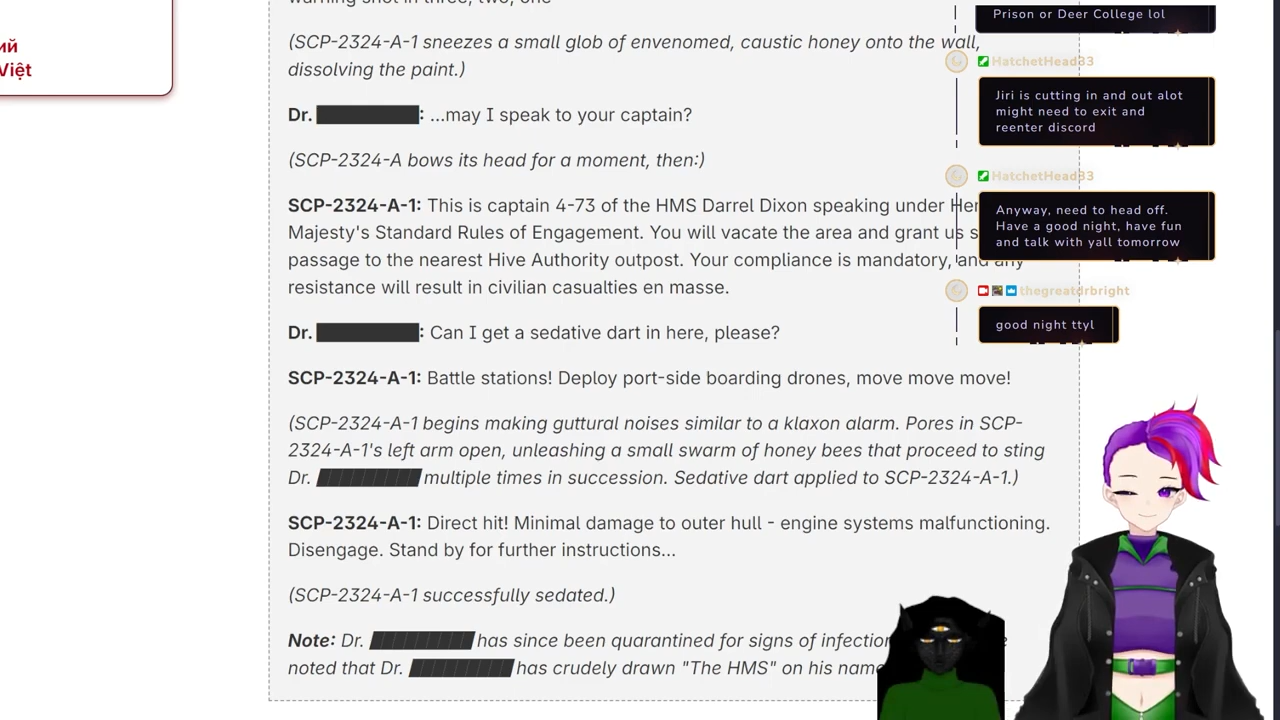 warning shot in three, two, one
(SCP-2324-A-1 sneezes a small glob of envenomed, caustic honey onto the wall,
dissolving the paint.)
Dr. : ...may I speak to your captain?
(SCP-2324-A bows its head for a moment, then:)
SCP-2324-A-1: This is captain 4-73 of the HMS Darrel Dixon speaking under Her
Majesty's Standard Rules of Engagement. You will vacate the area and grant us
passage to the nearest Hive Authority outpost. Your compliance is mandatory, and any
resistance will result in civilian casualties en masse.
Dr. : Can I get a sedative dart in here, please?
SCP-2324-A-1: Battle stations! Deploy port-side boarding drones, move move move!
(SCP-2324-A-1 begins making guttural noises similar to a klaxon alarm. Pores in SCP-
2324-A-1's left arm open, unleashing a small swarm of honey bees that proceed to sting
Dr. multiple times in succession. Sedative dart applied to SCP-2324-A-1.)
SCP-2324-A-1: Direct hit! Minimal damage to outer hull - engine systems malfunctioning.
Disengage. Stand by for further instructions...
(SCP-2324-A-1 successfully sedated.)
Note: Dr. has since been quarantined for signs of
noted that Dr. has crudely drawn "The HMS" on his
ий
Việt
Prison or Deer College lol
HatchetHead33
Jiri is cutting in and out alot
might need to exit and
reenter discord
HatchetHead33
Anyway, need to head off.
Have a good night, have fun
and talk with yall tomorrow
thegreatdrbright
good night ttyl